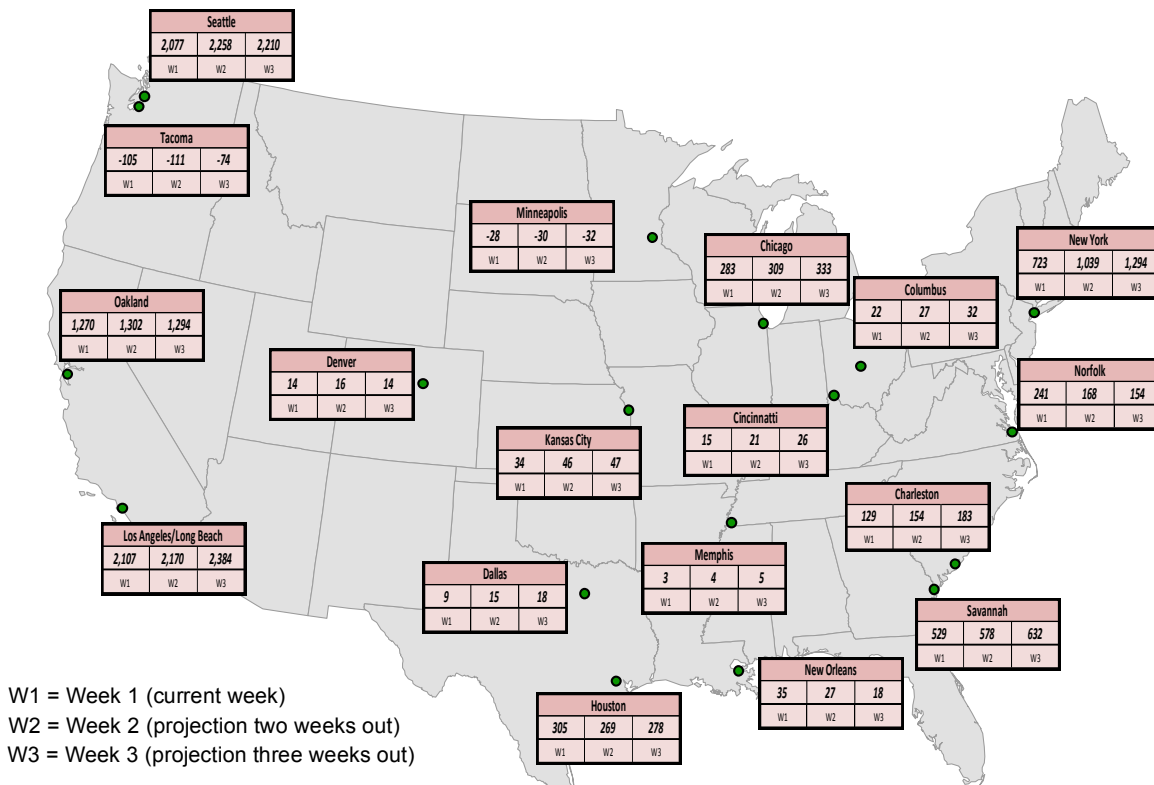 Seattle
2,077 2,258 2,210
W1 W2 W3
Tacoma
-105 -111 -74
W1 W2 W3
Minneapolis
-28 -30 -32
W1 W2 W3
Chicago
283 309 333
W1 W2 W3
New York
723 1,039 1,294
W1 W2 W3
Columbus
22 27 32
W1 W2 W3
Oakland
1,270 1,302 1,294
W1 W2 W3
Denver
14 16 14
W1 W2 W3
Norfolk
241 168 154
W1 W2 W3
Cincinnatti
15 21 26
W1 W2 W3
Kansas City
34 46 47
W1 W2 W3
Charleston
129 154 183
W1 W2 W3
Los Angeles/Long Beach
2,107 2,170 2,384
W1 W2 W3
Memphis
3 4 5
W1 W2 W3
Dallas
9 15 18
W1 W2 W3
Savannah
529 578 632
W1 W2 W3
New Orleans
35 27 18
W1 W2 W3
Houston
305 269 278
W1 W2 W3
W1 = Week 1 (current week)
W2 = Week 2 (projection two weeks out)
W3 = Week 3 (projection three weeks out)